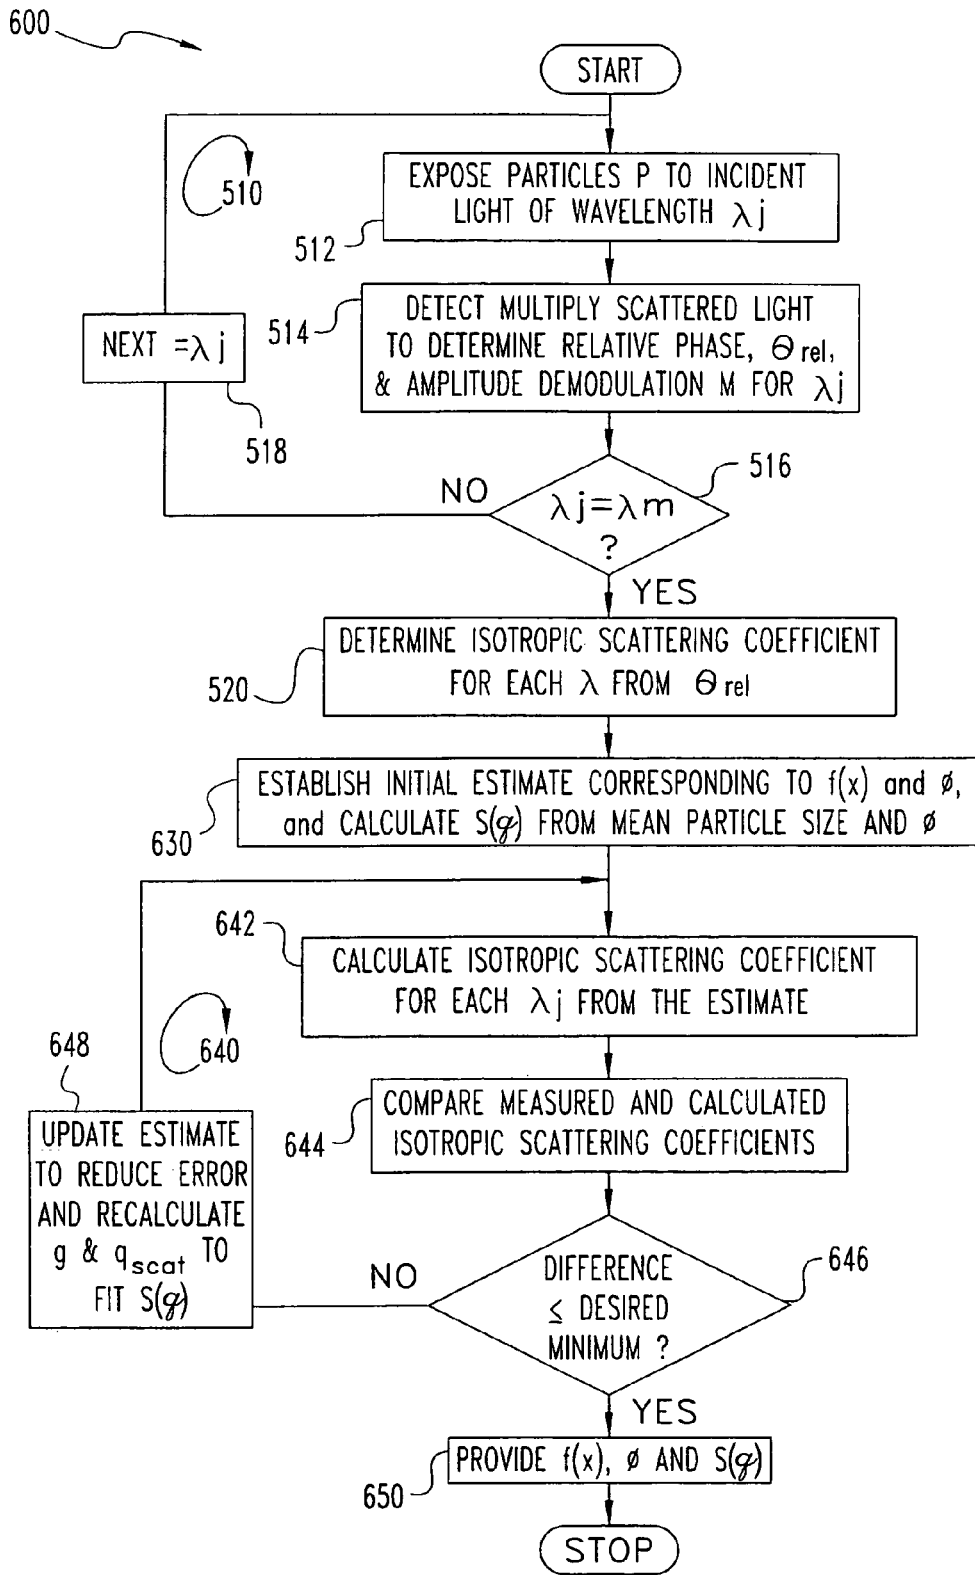 600
START
510
EXPOSE PARTICLES P TO INCIDENT
LIGHT OF WAVELENGTH λj
512
514
DETECT MULTIPLY SCATTERED LIGHT
TO DETERMINE RELATIVE PHASE, Θrel,
& AMPLITUDE DEMODULATION M FOR λj
NEXT =λj
518
516
NO
λj=λm
?
YES
DETERMINE ISOTROPIC SCATTERING COEFFICIENT
FOR EACH λ FROM Θrel
520
ESTABLISH INITIAL ESTIMATE CORRESPONDING TO f(x) and ø,
and CALCULATE S(q) FROM MEAN PARTICLE SIZE AND ø
630
642
CALCULATE ISOTROPIC SCATTERING COEFFICIENT
FOR EACH λj FROM THE ESTIMATE
640
648
COMPARE MEASURED AND CALCULATED
ISOTROPIC SCATTERING COEFFICIENTS
644
UPDATE ESTIMATE
TO REDUCE ERROR
AND RECALCULATE
g & qscat TO
FIT S(q)
NO
DIFFERENCE
≤ DESIRED
MINIMUM ?
646
YES
PROVIDE f(x), ø AND S(q)
650
STOP